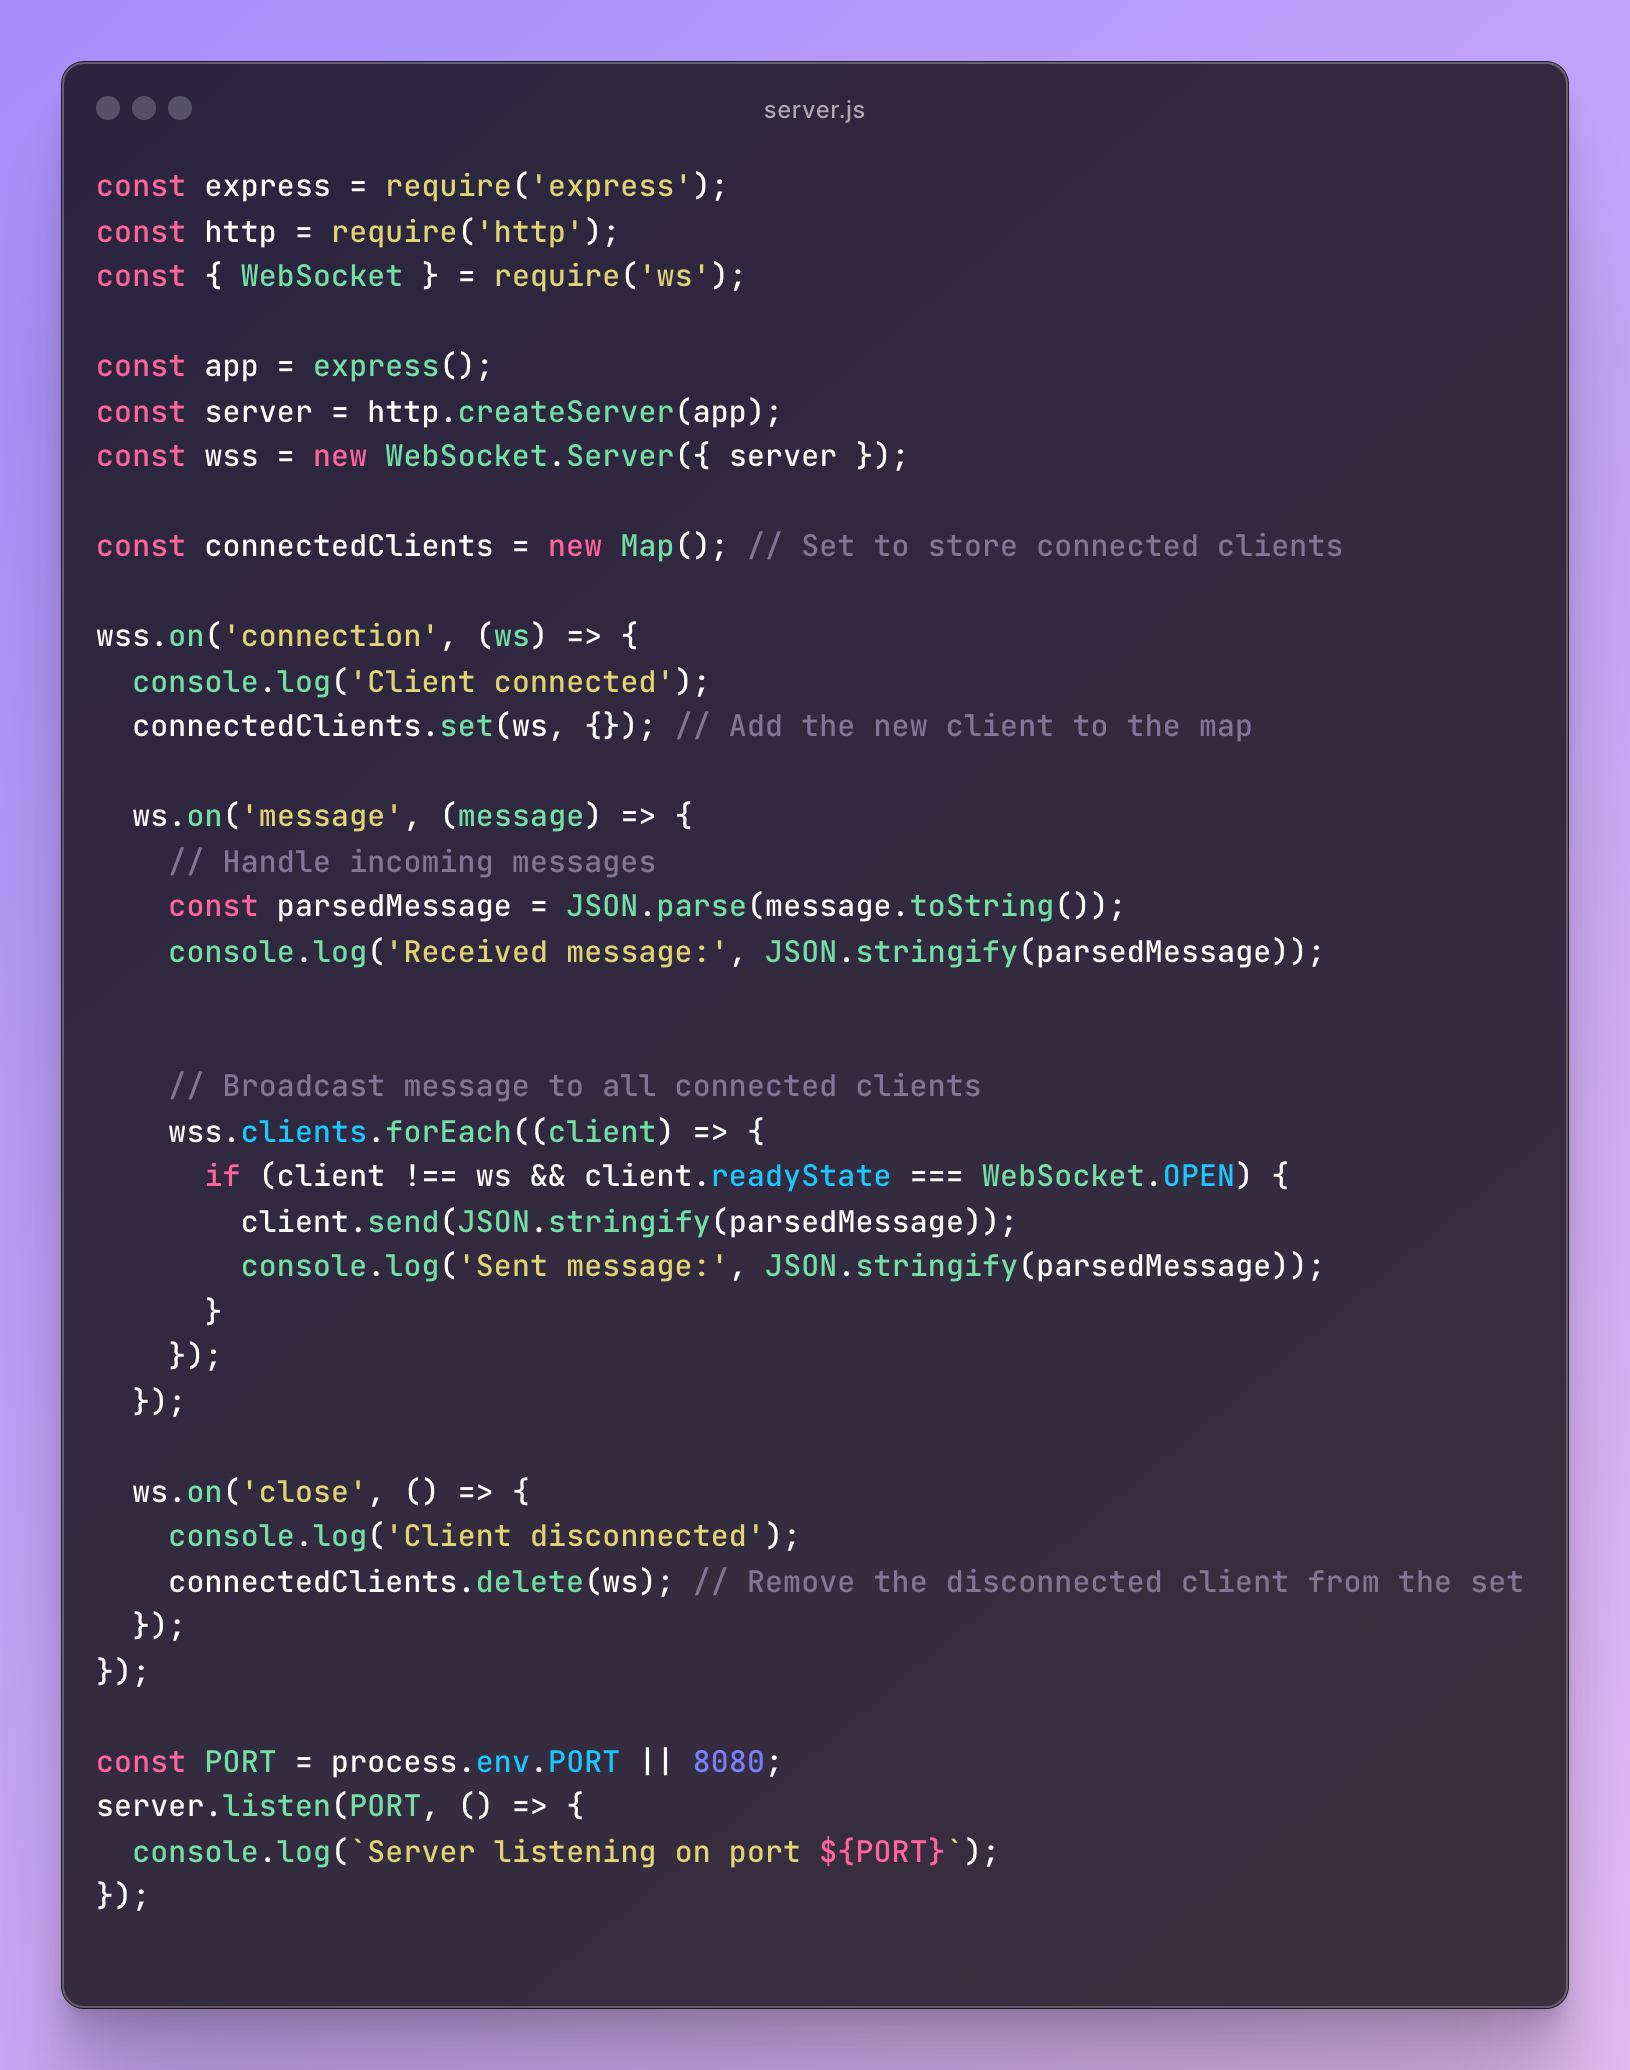 server.js
const express = require('express');
const http = require('http');
const { WebSocket } = require('ws');
const app = express();
const server = http.createServer(app);
const wss = new WebSocket.Server({ server });
const connectedClients = new Map(); // Set to store connected clients
wss.on('connection', (ws) => {
  console.log('Client connected');
  connectedClients.set(ws, {}); // Add the new client to the map
  ws.on('message', (message) => {
    // Handle incoming messages
    const parsedMessage = JSON.parse(message.toString());
    console.log('Received message:', JSON.stringify(parsedMessage));
    // Broadcast message to all connected clients
    wss.clients.forEach((client) => {
      if (client !== ws && client.readyState === WebSocket.OPEN) {
        client.send(JSON.stringify(parsedMessage));
        console.log('Sent message:', JSON.stringify(parsedMessage));
      }
    });
  });
  ws.on('close', () => {
    console.log('Client disconnected');
    connectedClients.delete(ws); // Remove the disconnected client from the set
  });
});
const PORT = process.env.PORT || 8080;
server.listen(PORT, () => {
  console.log(`Server listening on port ${PORT}`);
});